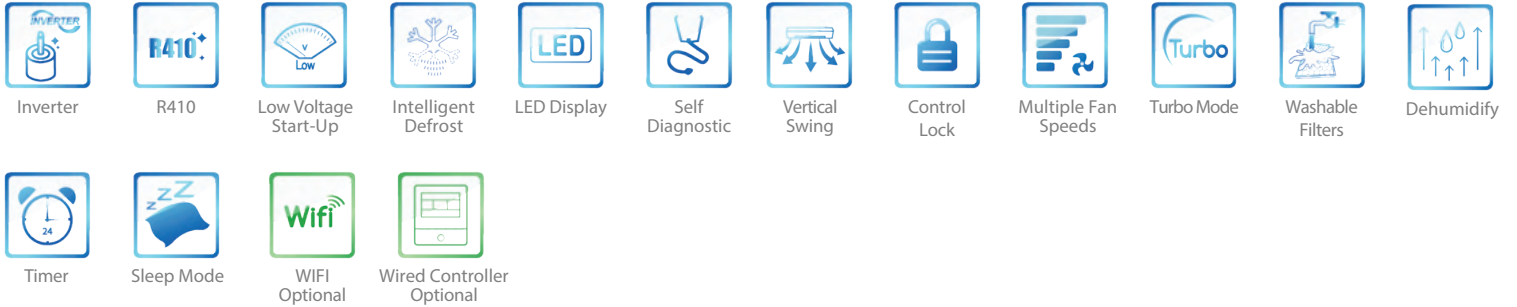 INVERTER
R410
V
Low
LED
Turbo
Inverter
R410
Low Voltage
Start-Up
Intelligent
Defrost
LED Display
Self
Diagnostic
Vertical
Swing
Control
Lock
Multiple Fan
Speeds
Turbo Mode
Washable
Filters
Dehumidify
24
zZZ
Wifi
Timer
Sleep Mode
WIFI
Optional
Wired Controller
Optional